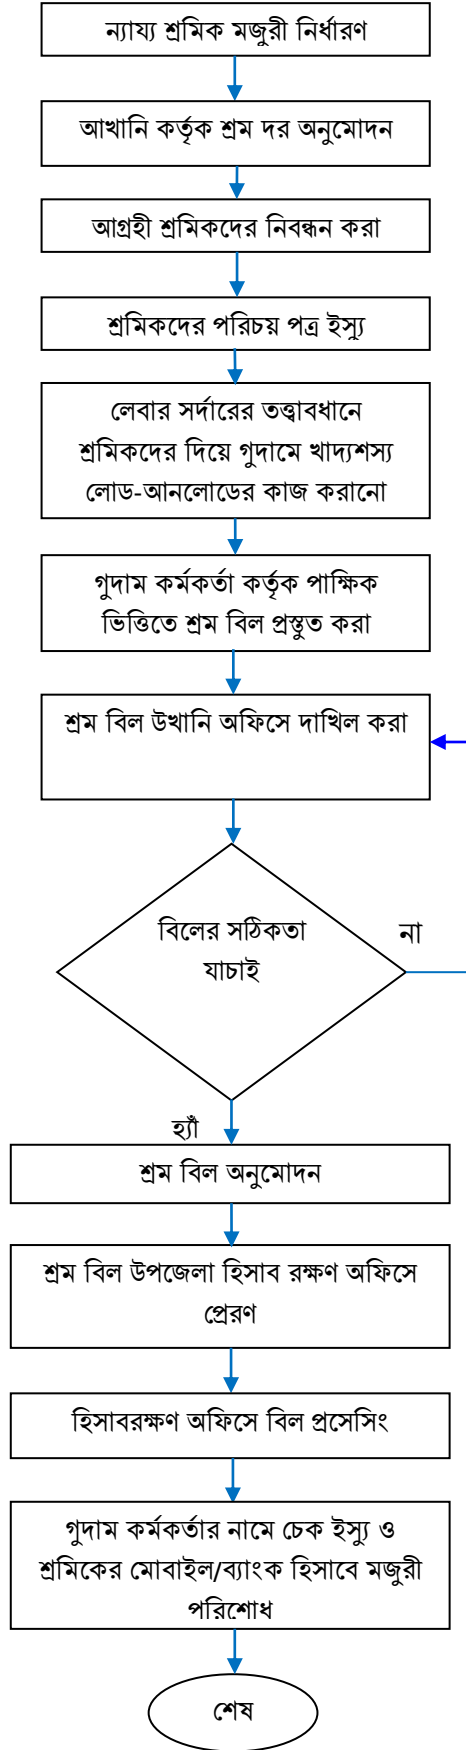 ন্যায্য শ্রমিক মজুরী নির্ধারণ
আখানি কর্তৃক শ্রম দর অনুমোদন
আগ্রহী শ্রমিকদের নিবন্ধন করা
শ্রমিকদের পরিচয় পত্র ইস্যু
লেবার সর্দারের তত্ত্বাবধানে
শ্রমিকদের দিয়ে গুদামে খাদ্যশস্য
লোড-আনলোডের কাজ করানো
গুদাম কর্মকর্তা কর্তৃক পাক্ষিক
ভিত্তিতে শ্রম বিল প্রস্তুত করা
শ্রম বিল উখানি অফিসে দাখিল করা
বিলের সঠিকতা
যাচাই
না
হ্যাঁ
শ্রম বিল অনুমোদন
শ্রম বিল উপজেলা হিসাব রক্ষণ অফিসে
প্রেরণ
হিসাবরক্ষণ অফিসে বিল প্রসেসিং
গুদাম কর্মকর্তার নামে চেক ইস্যু ও
শ্রমিকের মোবাইল/ব্যাংক হিসাবে মজুরী
পরিশোধ
শেষ